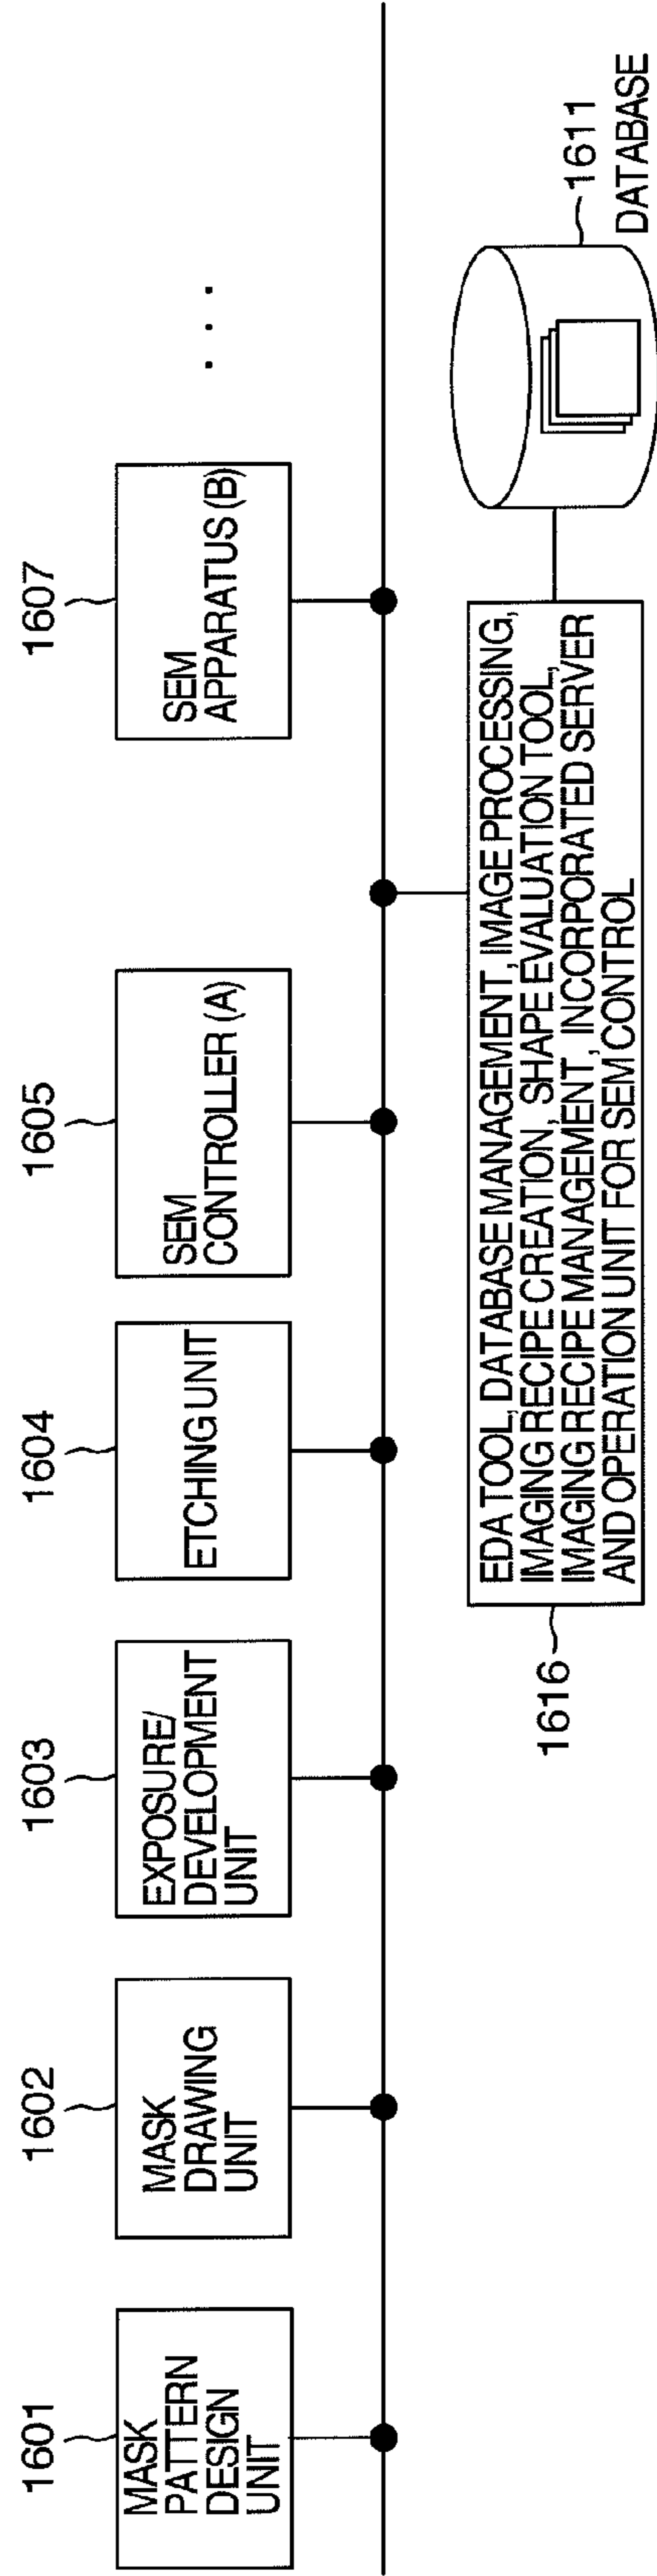 1601
MASK
PATTERN
DESIGN
UNIT
1602
MASK
DRAWING
UNIT
1603
EXPOSURE/
DEVELOPMENT
UNIT
1604
ETCHING UNIT
1605
SEM
CONTROLLER (A)
1607
SEM
APPARATUS (B)
. . .
1616
EDA TOOL, DATABASE MANAGEMENT, IMAGE PROCESSING,
IMAGING RECIPE CREATION, SHAPE EVALUATION TOOL,
IMAGING RECIPE MANAGEMENT, INCORPORATED SERVER
AND OPERATION UNIT FOR SEM CONTROL
1611
DATABASE